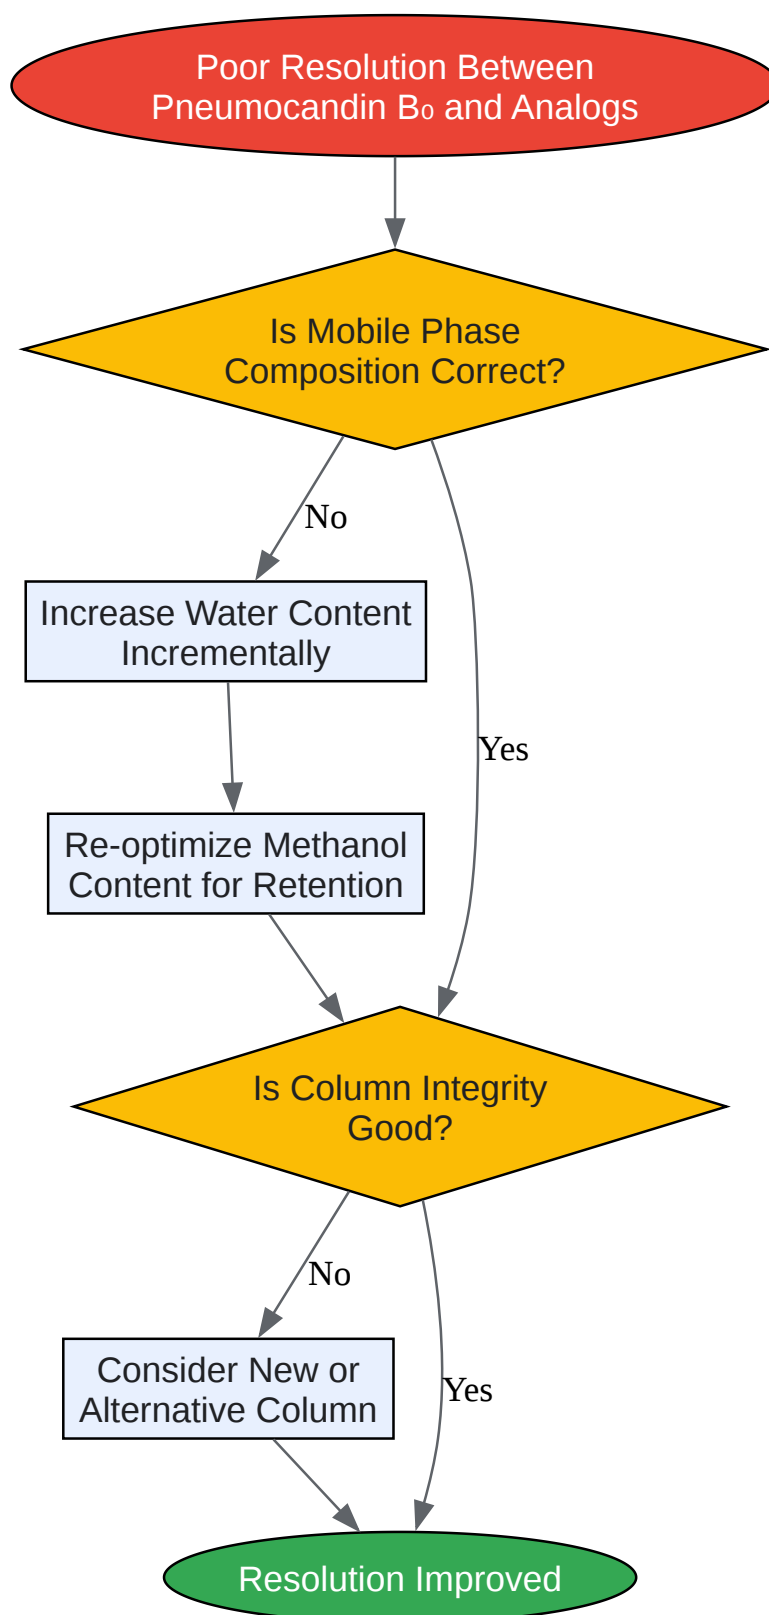 Poor Resolution Between
Pneumocandin B₀ and Analogs
Is Mobile Phase
Composition Correct?
No
Increase Water Content
Incrementally
Yes
Re-optimize Methanol
Content for Retention
Is Column Integrity
Good?
No
Consider New or
Alternative Column
Yes
Resolution Improved